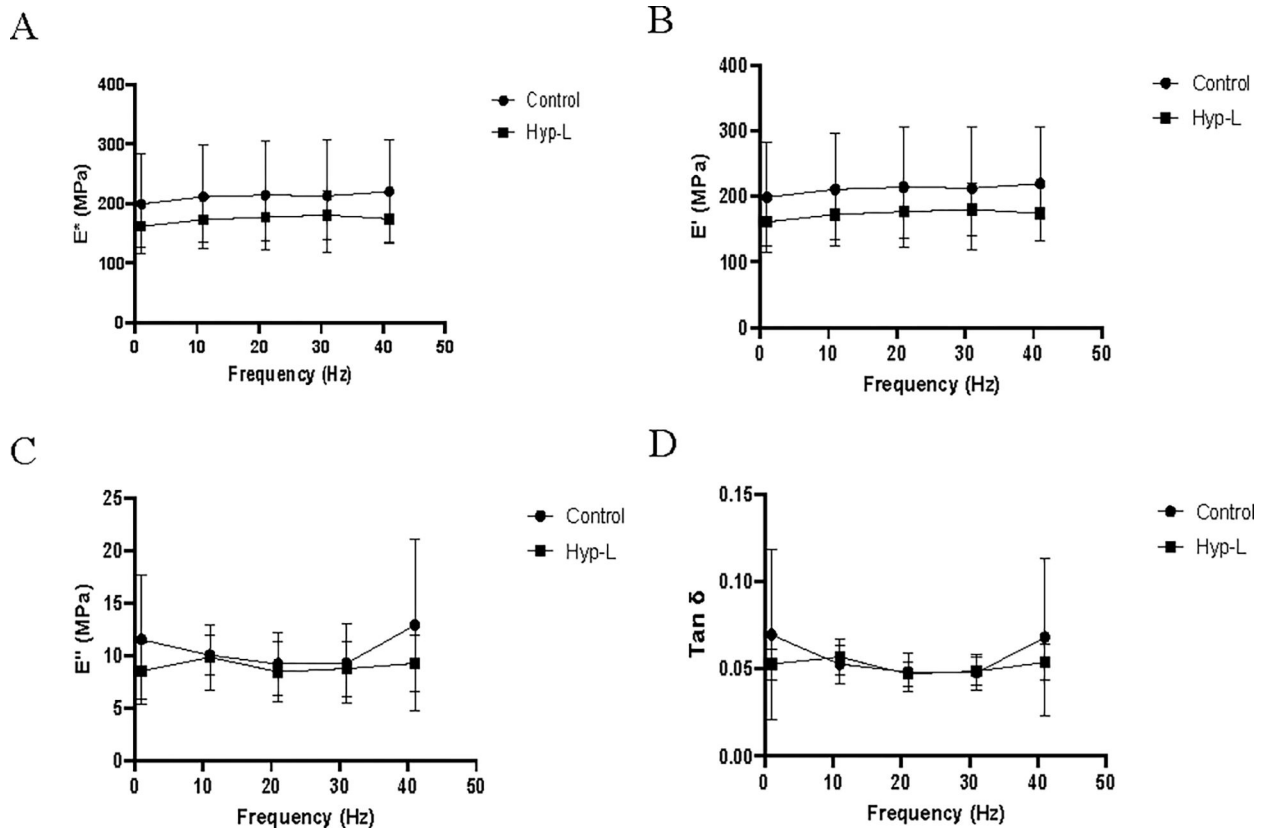 A
E* (MPa)
400
300
200
100
0
0 10 20 30 40 50
Frequency (Hz)
Control
Hyp-L
B
E' (MPa)
400
300
200
100
0
0 10 20 30 40 50
Frequency (Hz)
Control
Hyp-L
C
E'' (MPa)
25
20
15
10
5
0
0 10 20 30 40 50
Frequency (Hz)
Control
Hyp-L
D
Tan δ
0.15
0.10
0.05
0.00
0 10 20 30 40 50
Frequency (Hz)
Control
Hyp-L